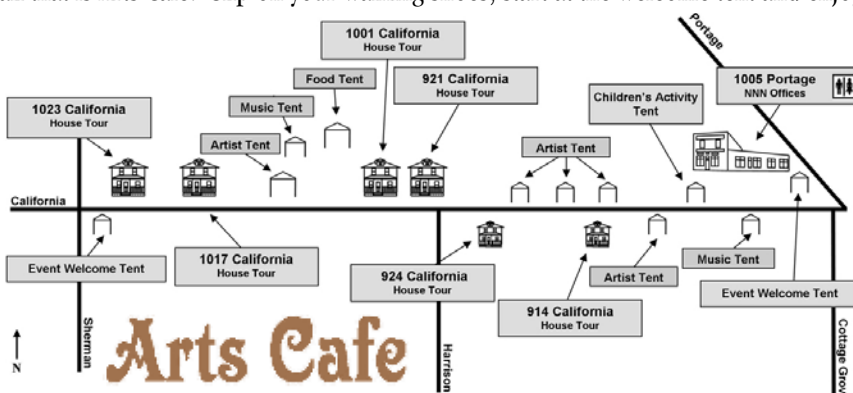 Portage
1001 California
House Tour
Food Tent
921 California
House Tour
1005 Portage
NNN Offices
1023 California
House Tour
Music Tent
Children's Activity
Tent
Artist Tent
Artist Tent
California
Event Welcome Tent
1017 California
House Tour
924 California
House Tour
Artist Tent
Music Tent
914 California
House Tour
Event Welcome Tent
Sherman
Harrison
Cottage Grov
N
Arts Cafe